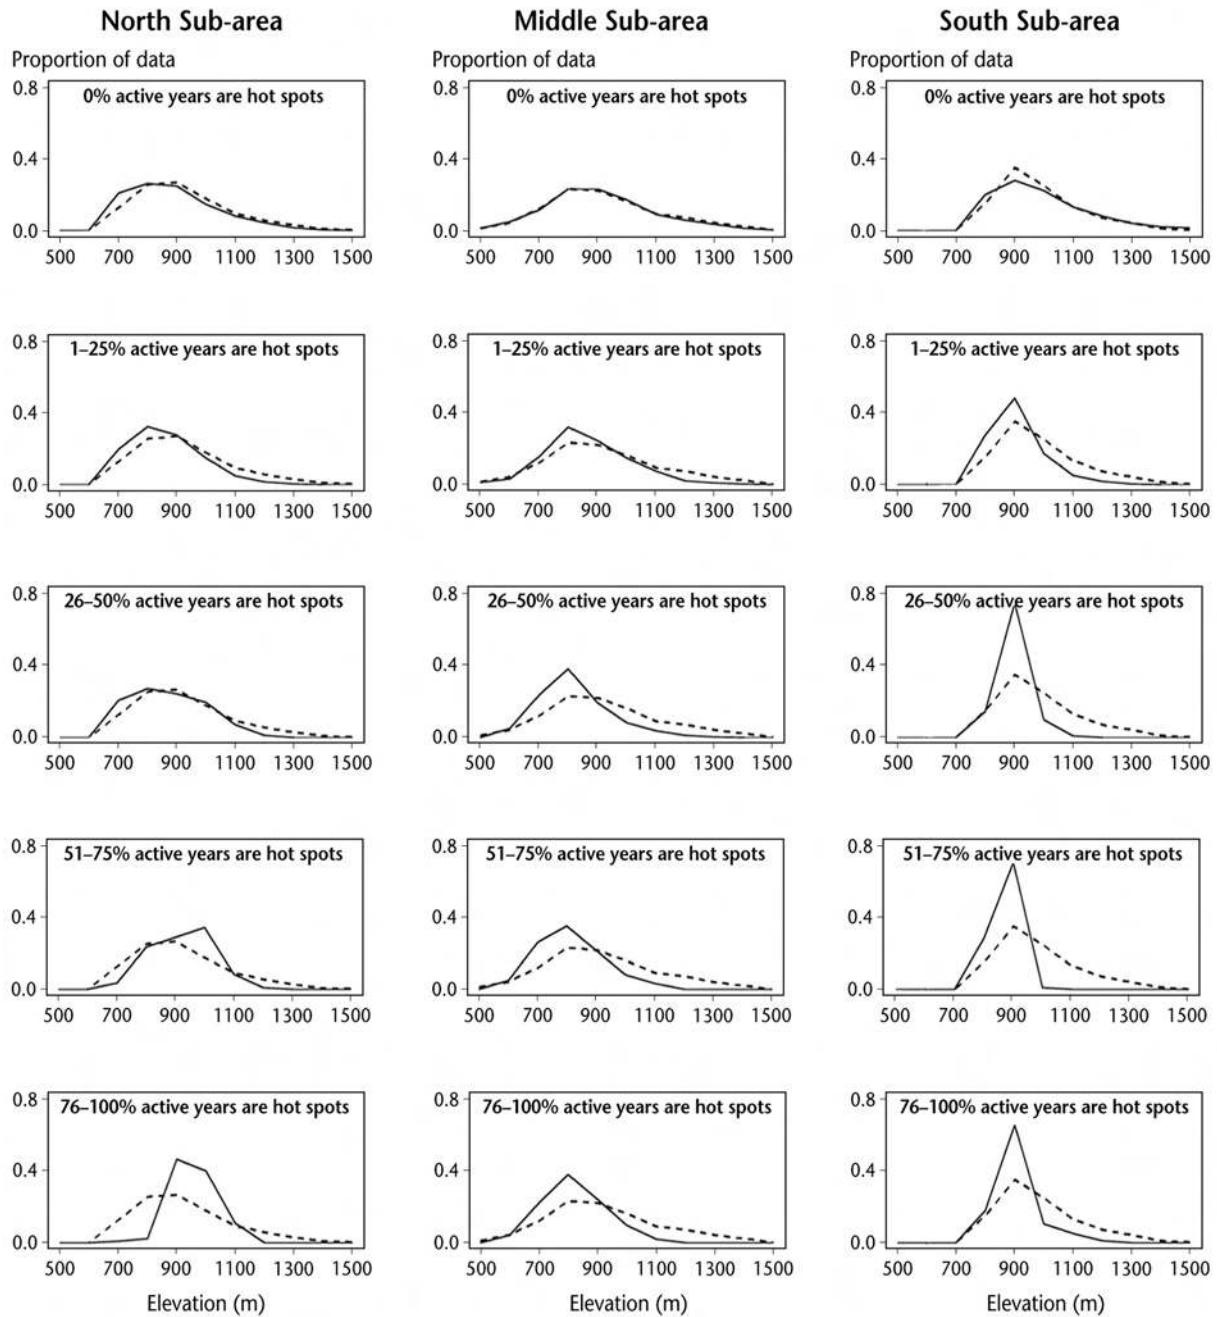 North Sub-area Middle Sub-area South Sub-area
Proportion of data Proportion of data Proportion of data
0.8 0% active years are hot spots 0.8 0% active years are hot spots 0.8 0% active years are hot spots
0.4 0.4 0.4
0.0 0.0 0.0
500 700 900 1100 1300 1500 500 700 900 1100 1300 1500 500 700 900 1100 1300 1500
0.8 1–25% active years are hot spots 0.8 1–25% active years are hot spots 0.8 1–25% active years are hot spots
0.4 0.4 0.4
0.0 0.0 0.0
500 700 900 1100 1300 1500 500 700 900 1100 1300 1500 500 700 900 1100 1300 1500
0.8 26–50% active years are hot spots 0.8 26–50% active years are hot spots 0.8 26–50% active years are hot spots
0.4 0.4 0.4
0.0 0.0 0.0
500 700 900 1100 1300 1500 500 700 900 1100 1300 1500 500 700 900 1100 1300 1500
0.8 51–75% active years are hot spots 0.8 51–75% active years are hot spots 0.8 51–75% active years are hot spots
0.4 0.4 0.4
0.0 0.0 0.0
500 700 900 1100 1300 1500 500 700 900 1100 1300 1500 500 700 900 1100 1300 1500
0.8 76–100% active years are hot spots 0.8 76–100% active years are hot spots 0.8 76–100% active years are hot spots
0.4 0.4 0.4
0.0 0.0 0.0
500 700 900 1100 1300 1500 500 700 900 1100 1300 1500 500 700 900 1100 1300 1500
Elevation (m) Elevation (m) Elevation (m)